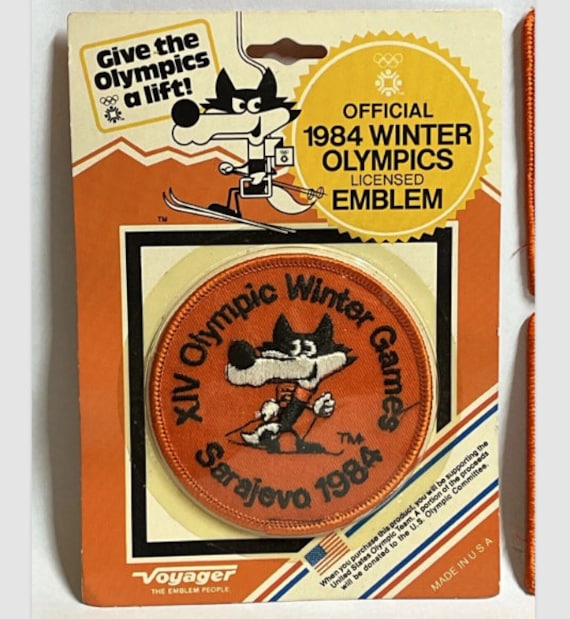 Give the
Olympics
a lift!
OFFICIAL
1984 WINTER
OLYMPICS
LICENSED
EMBLEM
TM
XIV Olympic Winter Games
TM
Sarajevo 1984
When you purchase this product, you will be supporting the
United States Olympic Team. A portion of the proceeds
will be donated to the U.S. Olympic Committee.
Voyager
THE EMBLEM PEOPLE
MADE IN U.S.A.